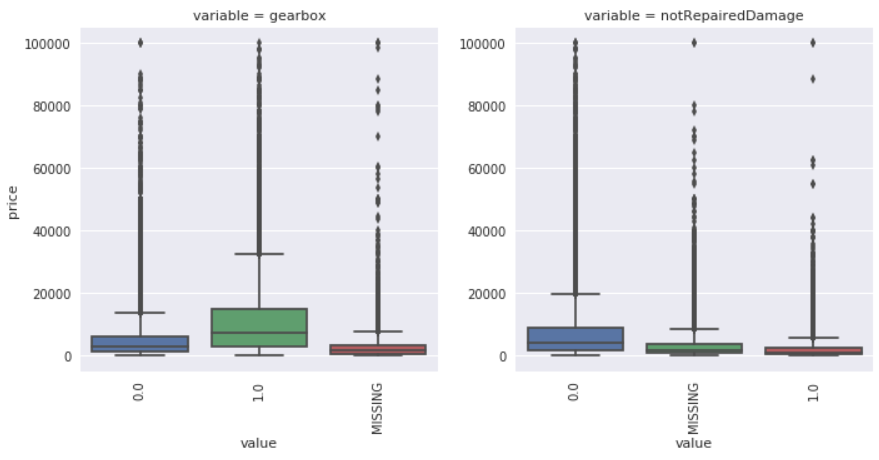 variable = gearbox
100000
80000
60000
40000
20000
0
price
0.0
1.0
MISSING
value
variable = notRepairedDamage
100000
80000
60000
40000
20000
0
0.0
MISSING
1.0
value